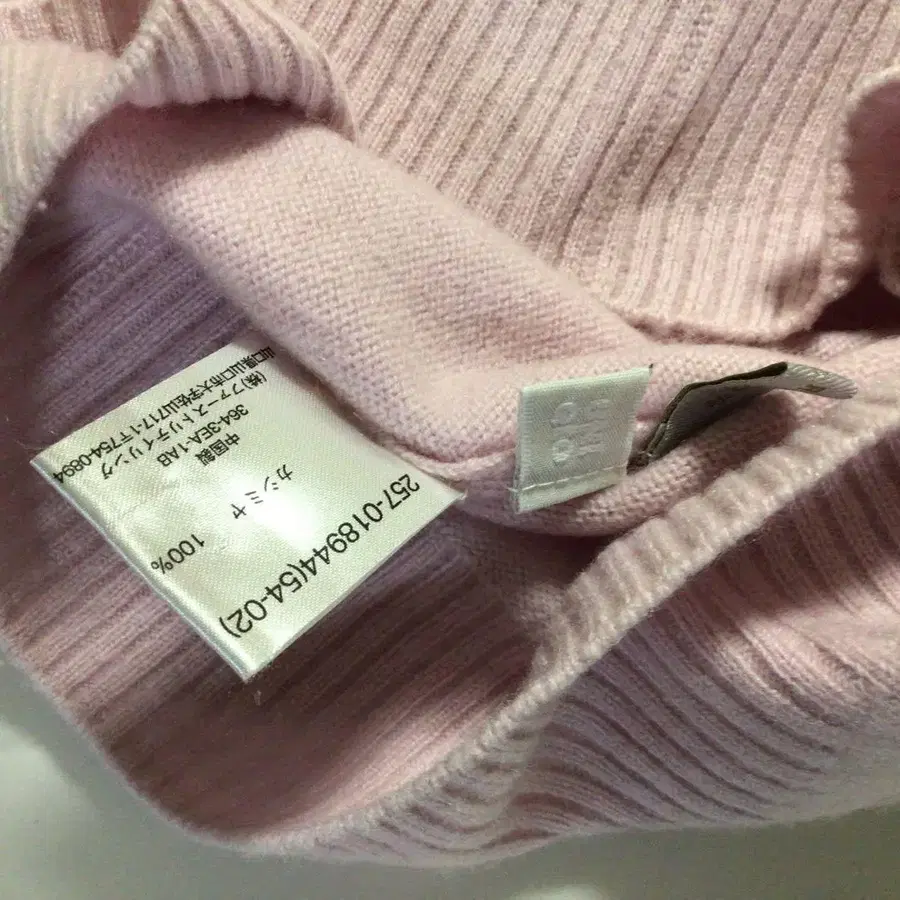 257-018944(54-02)
カシミヤ 100%
中国製
364-3EA-1AB
(株)ファーストリテイリング
山口県山口市大字佐山717-1 〒754-0894